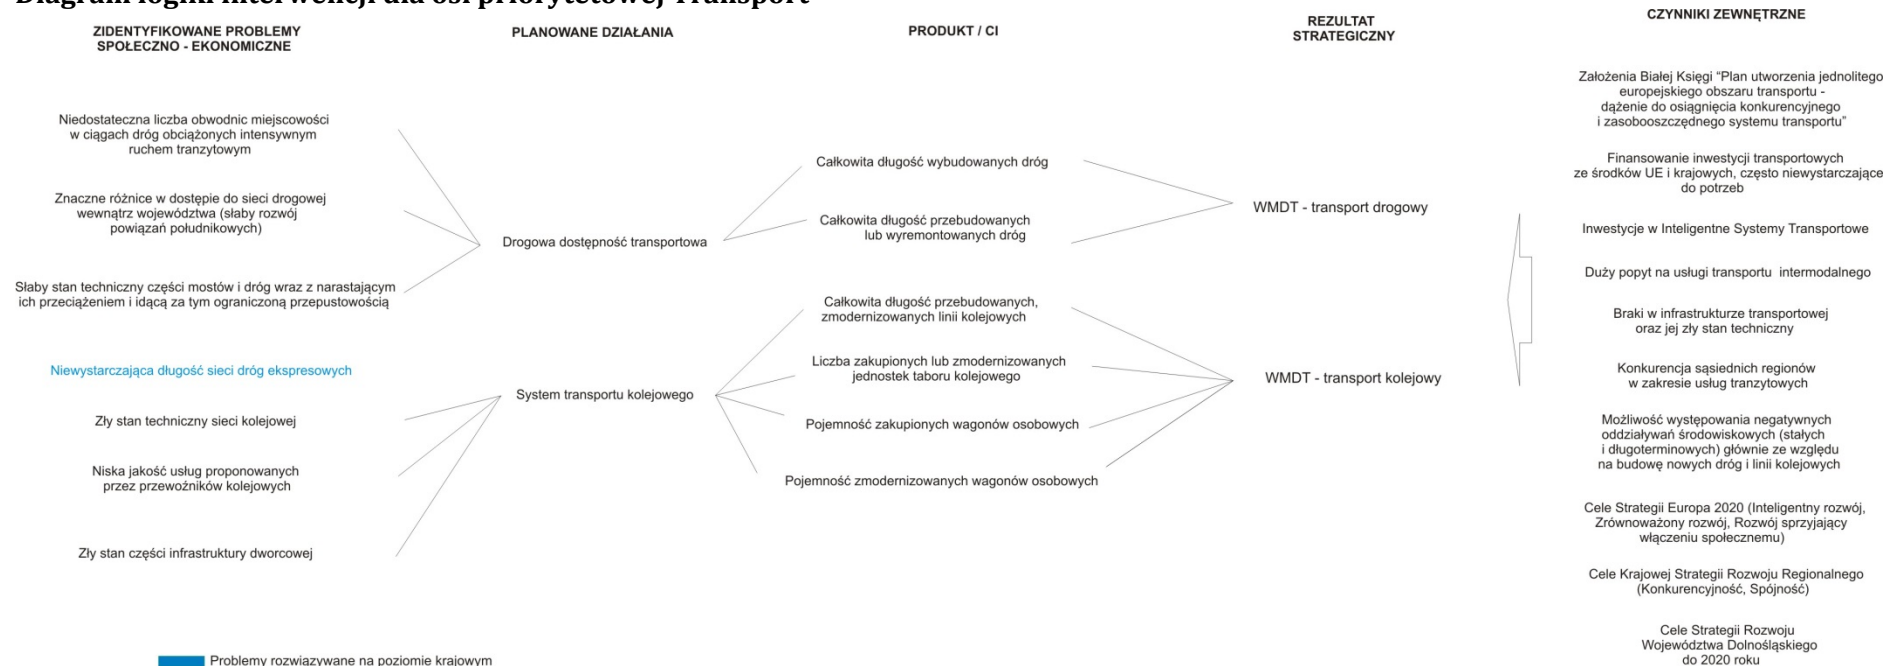 Diagram logiki interwencji dla osi priorytetowej Transport
ZIDENTYFIKOWANE PROBLEMY
SPOŁECZNO - EKONOMICZNE
Niedostateczna liczba obwodnic miejscowości
w ciągach dróg obciążonych intensywnym
ruchem tranzytowym
Znaczne różnice w dostępie do sieci drogowej
wewnątrz województwa (słaby rozwój
powiązań południkowych)
Słaby stan techniczny części mostów i dróg wraz z narastającym
ich przeciążeniem i idącą za tym ograniczoną przepustowością
Niewystarczająca długość sieci dróg ekspresowych
Zły stan techniczny sieci kolejowej
Niska jakość usług proponowanych
przez przewoźników kolejowych
Zły stan części infrastruktury dworcowej
Problemy rozwiązywane na poziomie krajowym
PLANOWANE DZIAŁANIA
Drogowa dostępność transportowa
System transportu kolejowego
PRODUKT / CI
Całkowita długość wybudowanych dróg
Całkowita długość przebudowanych
lub wyremontowanych dróg
Całkowita długość przebudowanych,
zmodernizowanych linii kolejowych
Liczba zakupionych lub zmodernizowanych
jednostek taboru kolejowego
Pojemność zakupionych wagonów osobowych
Pojemność zmodernizowanych wagonów osobowych
REZULTAT
STRATEGICZNY
WMDT - transport drogowy
WMDT - transport kolejowy
CZYNNIKI ZEWNĘTRZNE
Założenia Białej Księgi “Plan utworzenia jednolitego
europejskiego obszaru transportu -
dążenie do osiągnięcia konkurencyjnego
i zasobooszczędnego systemu transportu”
Finansowanie inwestycji transportowych
ze środków UE i krajowych, często niewystarczające
do potrzeb
Inwestycje w Inteligentne Systemy Transportowe
Duży popyt na usługi transportu intermodalnego
Braki w infrastrukturze transportowej
oraz jej zły stan techniczny
Konkurencja sąsiednich regionów
w zakresie usług tranzytowych
Możliwość występowania negatywnych
oddziaływań środowiskowych (stałych
i długoterminowych) głównie ze względu
na budowę nowych dróg i linii kolejowych
Cele Strategii Europa 2020 (Inteligentny rozwój,
Zrównoważony rozwój, Rozwój sprzyjający
włączeniu społecznemu)
Cele Krajowej Strategii Rozwoju Regionalnego
(Konkurencyjność, Spójność)
Cele Strategii Rozwoju
Województwa Dolnośląskiego
do 2020 roku